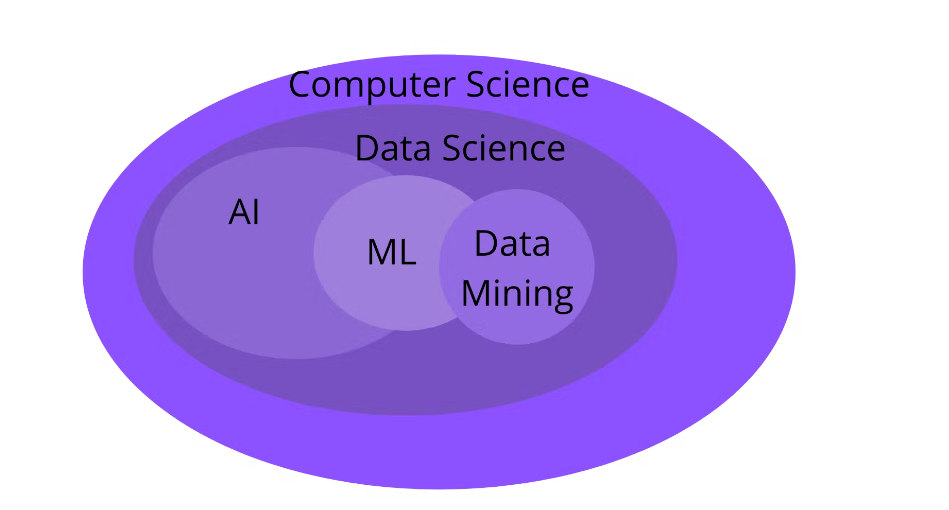 Computer Science
Data Science
AI
ML
Data
Mining